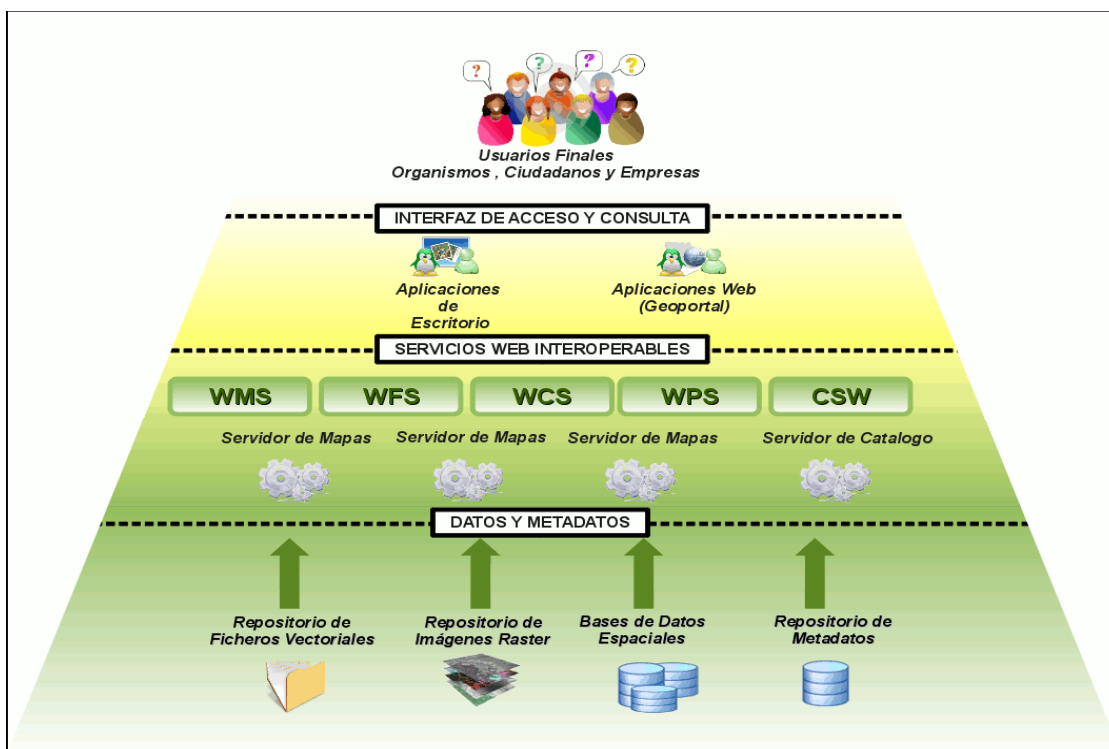 ? ? ? ?
Usuarios Finales
Organismos , Ciudadanos y Empresas
INTERFAZ DE ACCESO Y CONSULTA
Aplicaciones
de
Escritorio
Aplicaciones Web
(Geoportal)
SERVICIOS WEB INTEROPERABLES
WMS
WFS
WCS
WPS
CSW
Servidor de Mapas
Servidor de Mapas
Servidor de Mapas
Servidor de Catalogo
DATOS Y METADATOS
Repositorio de
Ficheros Vectoriales
Repositorio de
Imágenes Raster
Bases de Datos
Espaciales
Repositorio de
Metadatos